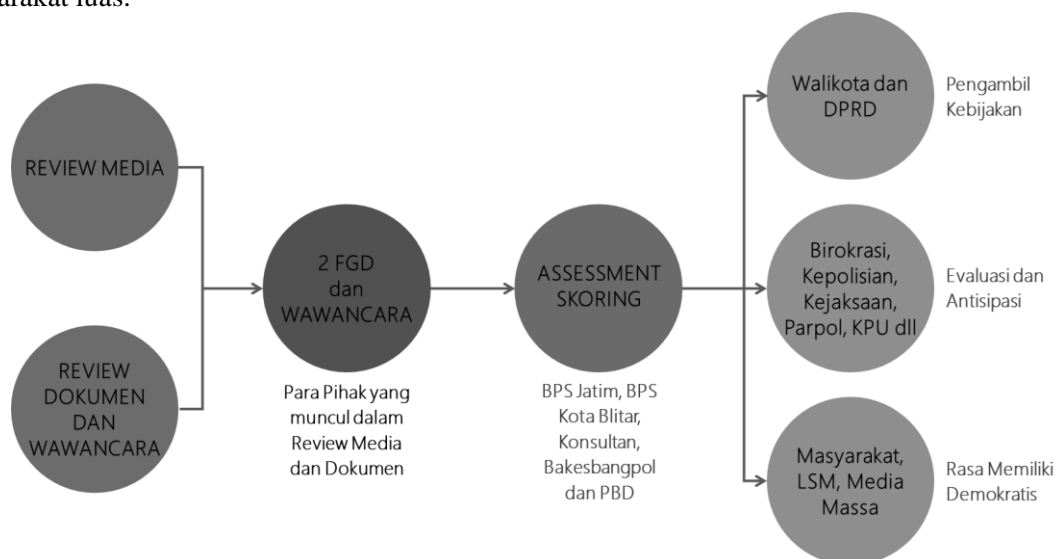 REVIEW MEDIA
REVIEW
DOKUMEN
DAN
WAWANCARA
2 FGD
dan
WAWANCARA
Para Pihak yang
muncul dalam
Review Media
dan Dokumen
ASSESSMENT
SKORING
BPS Jatim, BPS
Kota Blitar,
Konsultan,
Bakesbangpol
dan PBD
Walikota dan
DPRD
Pengambil
Kebijakan
Birokrasi,
Kepolisian,
Kejaksaan,
Parpol, KPU dll
Evaluasi dan
Antisipasi
Masyarakat,
LSM, Media
Massa
Rasa Memiliki
Demokratis